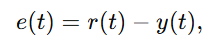 e(t) = r(t) − y(t),